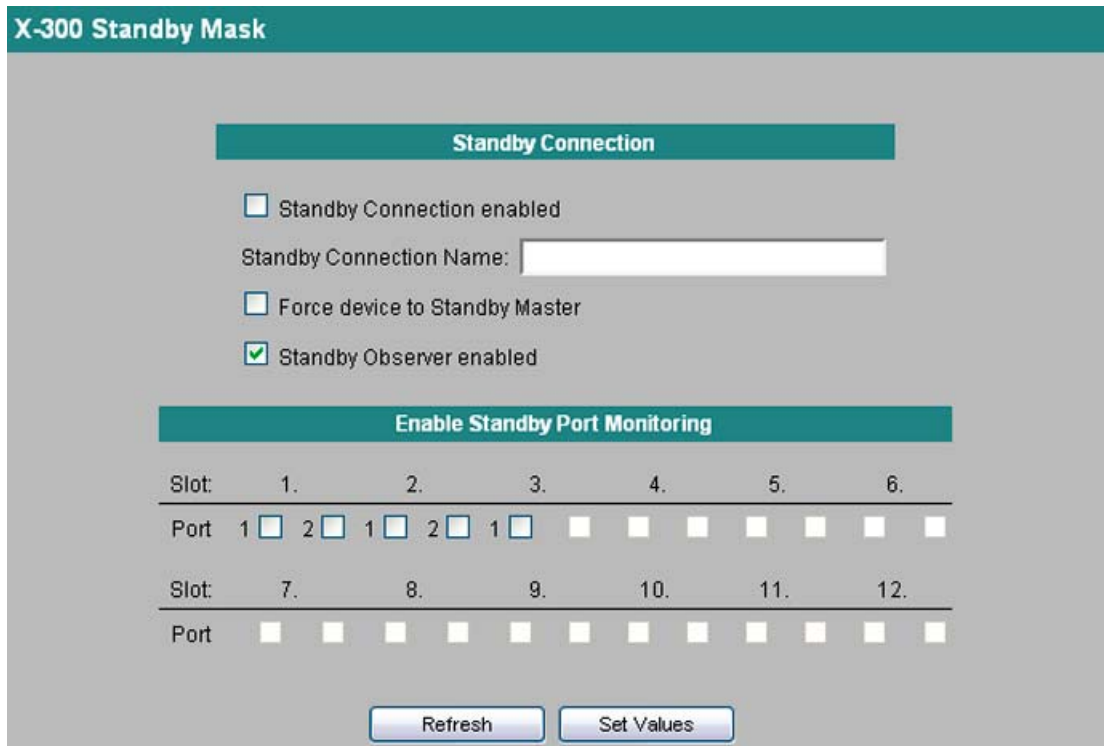 X-300 Standby Mask
Standby Connection
Standby Connection enabled
Standby Connection Name:
Force device to Standby Master
Standby Observer enabled
Enable Standby Port Monitoring
Slot: 1. 2. 3. 4. 5. 6.
Port 1 2 1 2 1
Slot: 7. 8. 9. 10. 11. 12.
Port
Refresh Set Values